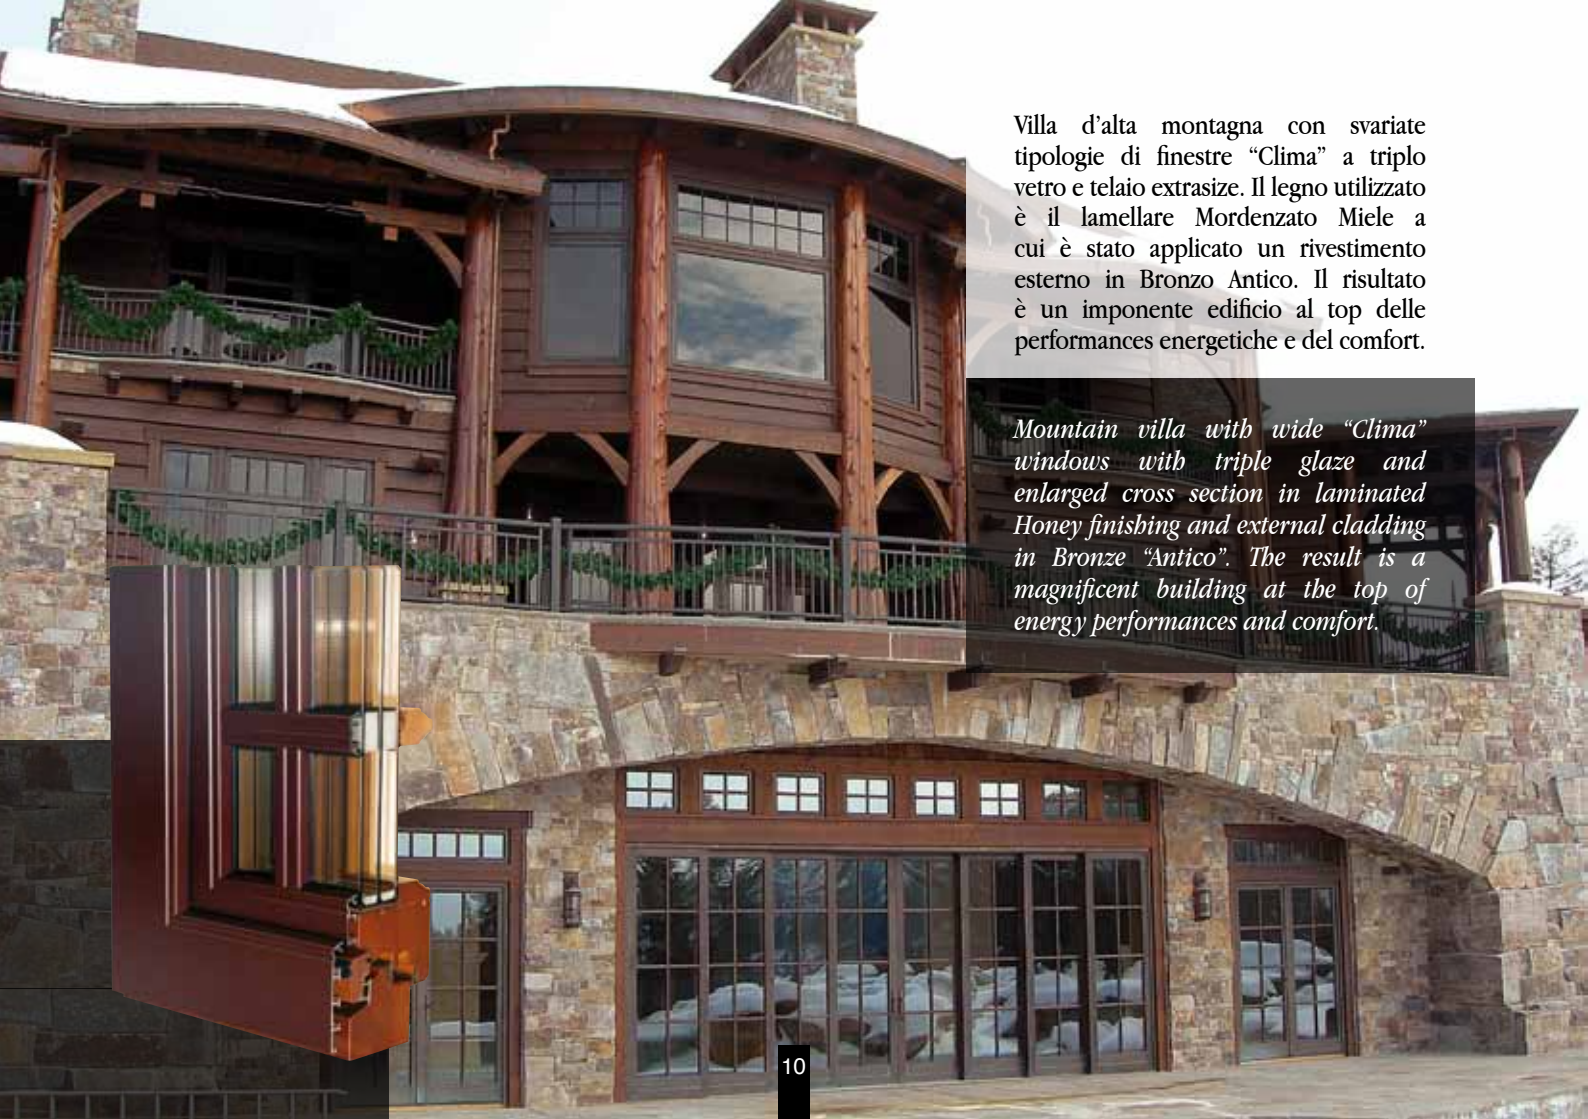 Villa d'alta montagna con svariate
tipologie di finestre “Clima” a triplo
vetro e telaio extrasize. Il legno utilizzato
è il lamellare Mordenzato Miele a
cui è stato applicato un rivestimento
esterno in Bronzo Antico. Il risultato
è un imponente edificio al top delle
performances energetiche e del comfort.
Mountain villa with wide “Clima”
windows with triple glaze and
enlarged cross section in laminated
Honey finishing and external cladding
in Bronze “Antico”. The result is a
magnificent building at the top of
energy performances and comfort.
10